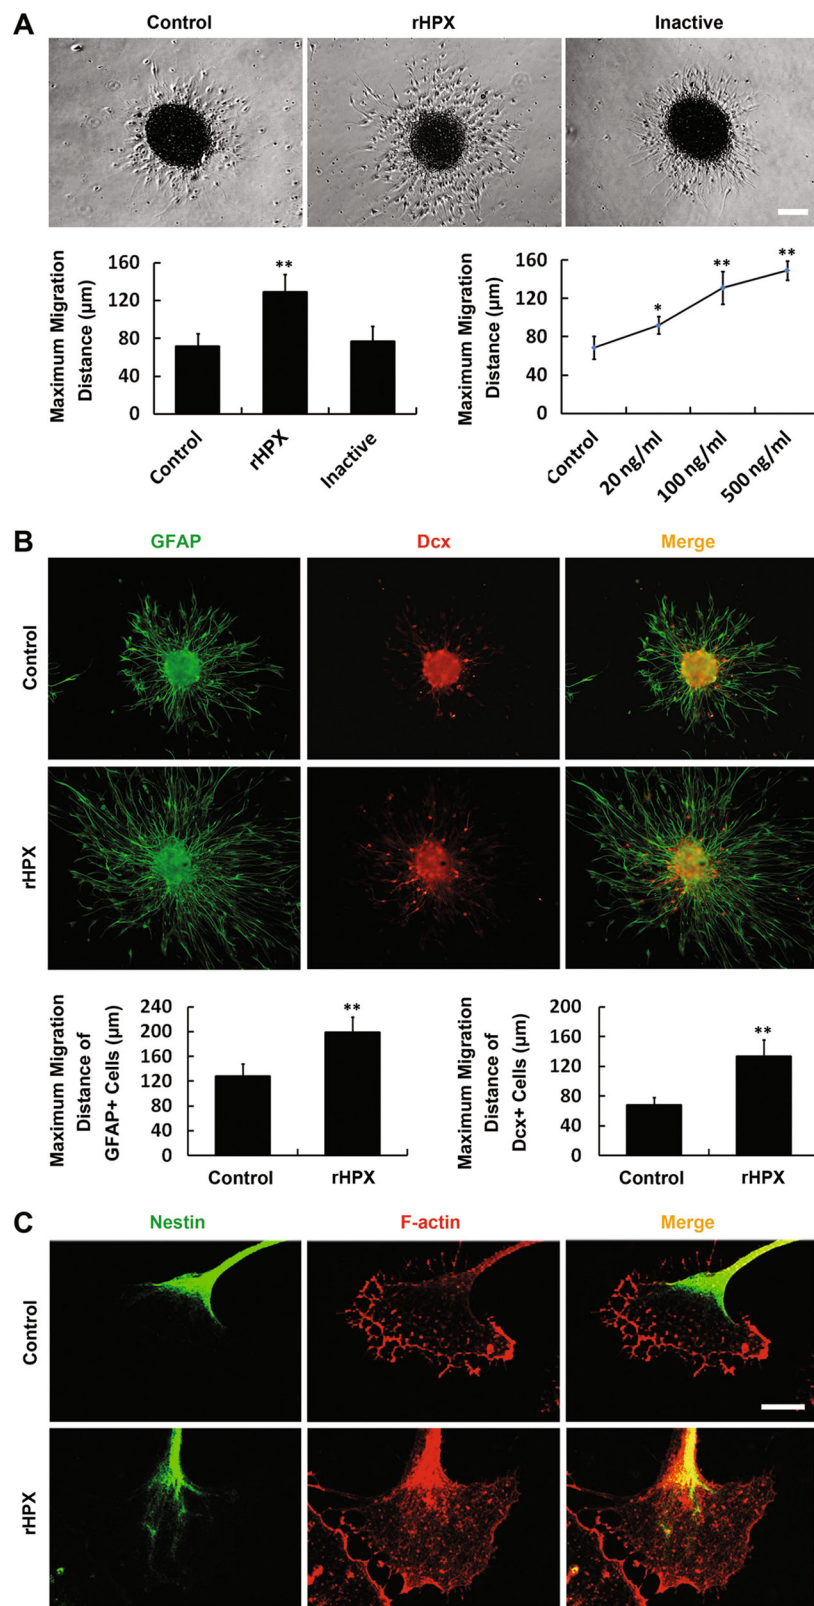 A
Control rHPX Inactive
Maximum Migration
Distance (µm)
160
120
80
40
0
**
Control
rHPX
Inactive
Maximum Migration
Distance (µm)
160
120
80
40
0
*
**
**
Control
20 ng/ml
100 ng/ml
500 ng/ml
B
GFAP Dcx Merge
Control
rHPX
Maximum Migration
Distance of
GFAP+ Cells (µm)
240
200
160
120
80
40
0
**
Control rHPX
Maximum Migration
Distance of
Dcx+ Cells (µm)
200
160
120
80
40
0
**
Control rHPX
C
Nestin F-actin Merge
Control
rHPX